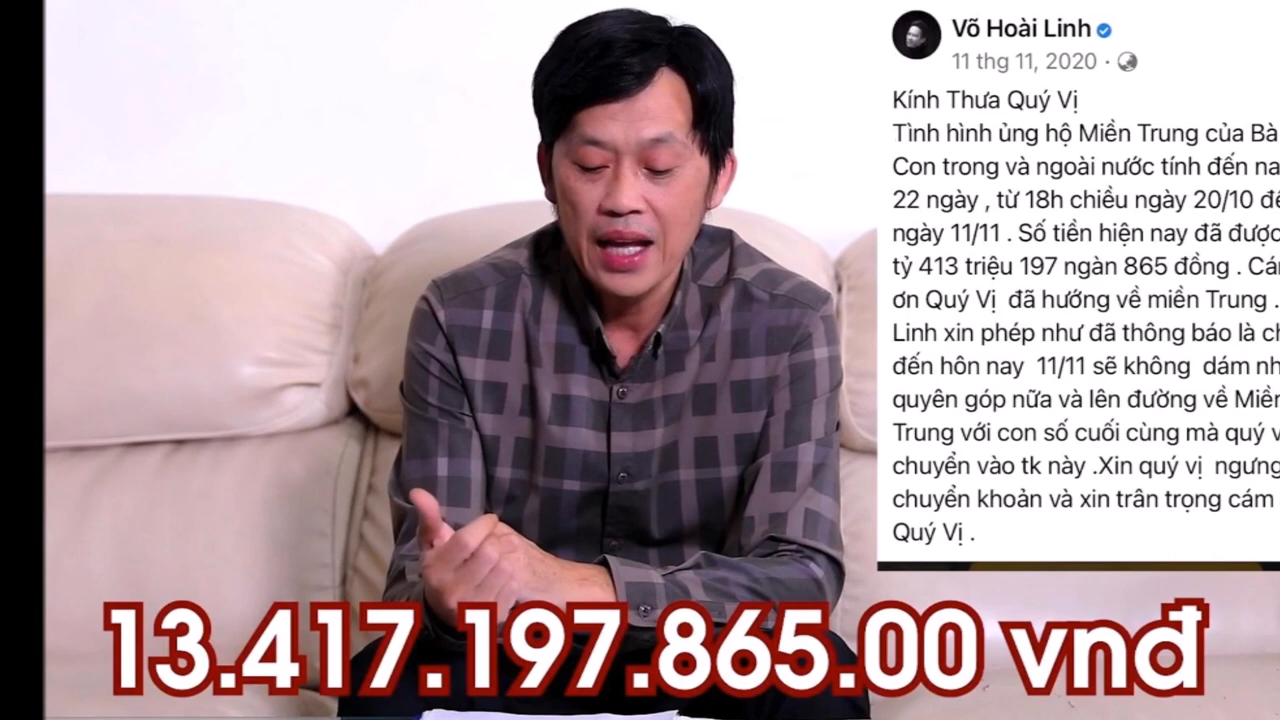 Võ Hoài Linh
11 thg 11, 2020 ·
Kính Thưa Quý Vị
Tình hình ủng hộ Miền Trung của Bà
Con trong và ngoài nước tính đến na
22 ngày , từ 18h chiều ngày 20/10 đế
ngày 11/11 . Số tiền hiện nay đã được
tỷ 413 triệu 197 ngàn 865 đồng . Cám
ơn Quý Vị đã hướng về miền Trung .
Linh xin phép như đã thông báo là ch
đến hôn nay 11/11 sẽ không dám nh
quyên góp nữa và lên đường về Miền
Trung với con số cuối cùng mà quý v
chuyển vào tk này .Xin quý vị ngưng
chuyển khoản và xin trân trọng cám
Quý Vị .
13.417.197.865.00 vnđ